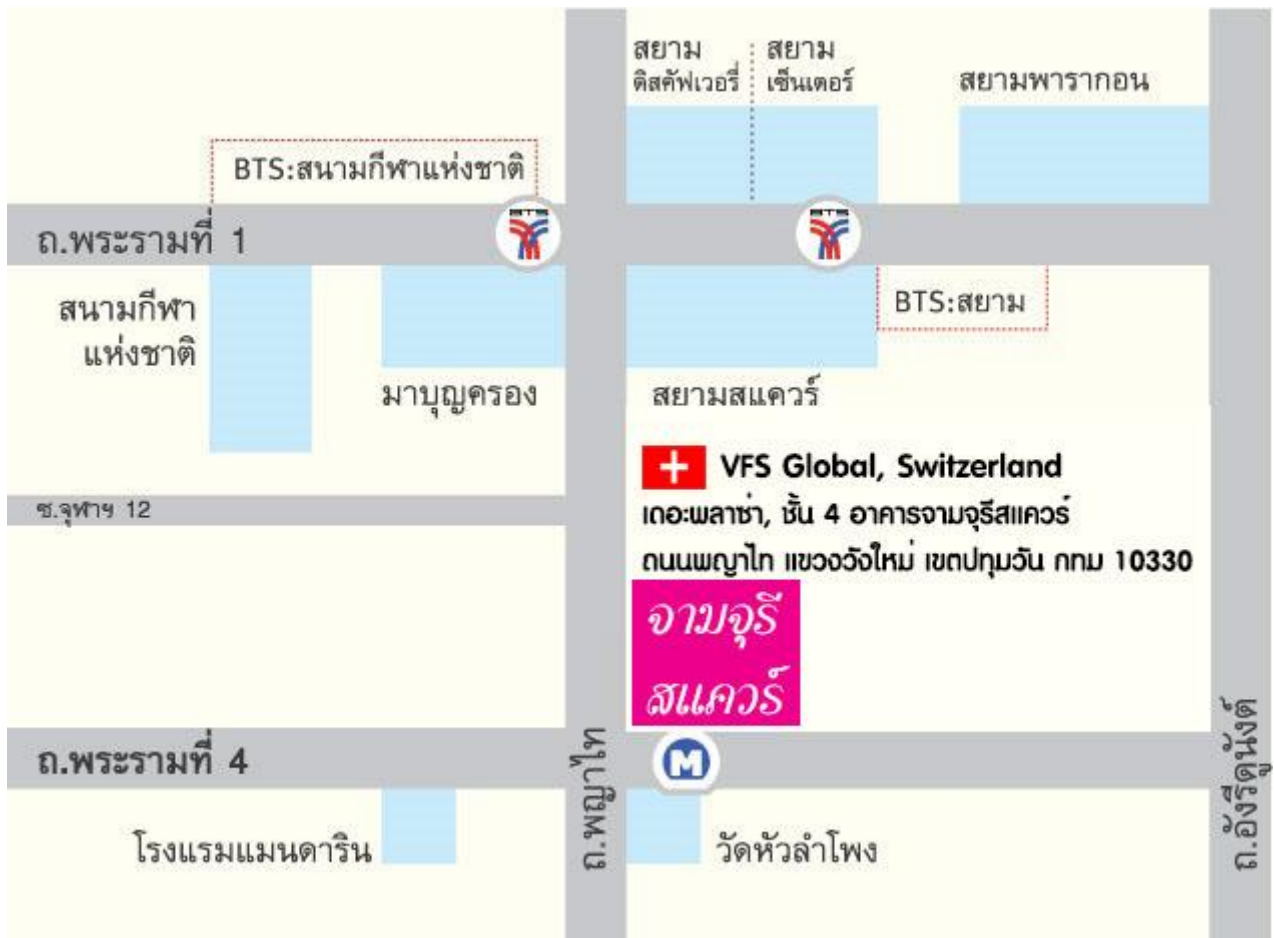 สยาม
ดิสคัฟเวอรี่
สยาม
เซ็นเตอร์
สยามพารากอน
BTS:สนามกีฬาแห่งชาติ
BTS
BTS
ถ.พระรามที่ 1
สนามกีฬา
แห่งชาติ
BTS:สยาม
มาบุญครอง
สยามสแควร์
VFS Global, Switzerland
เดอะพลาซ่า, ชั้น 4 อาคารจามจุรีสแควร์
ถนนพญาไท แขวงวังใหม่ เขตปทุมวัน กทม 10330
ซ.จุฬาฯ 12
จามจุรี
สแควร์
ถ.พระรามที่ 4
M
ถ.พญาไท
ถ.อังรีดูนังต์
โรงแรมแมนดาริน
วัดหัวลำโพง